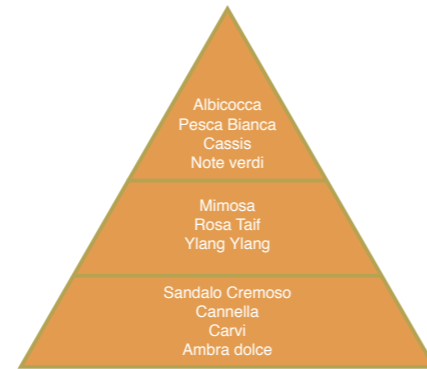 Albicocca
Pesca Bianca
Cassis
Note verdi
Mimosa
Rosa Taif
Ylang Ylang
Sandalo Cremoso
Cannella
Carvi
Ambra dolce